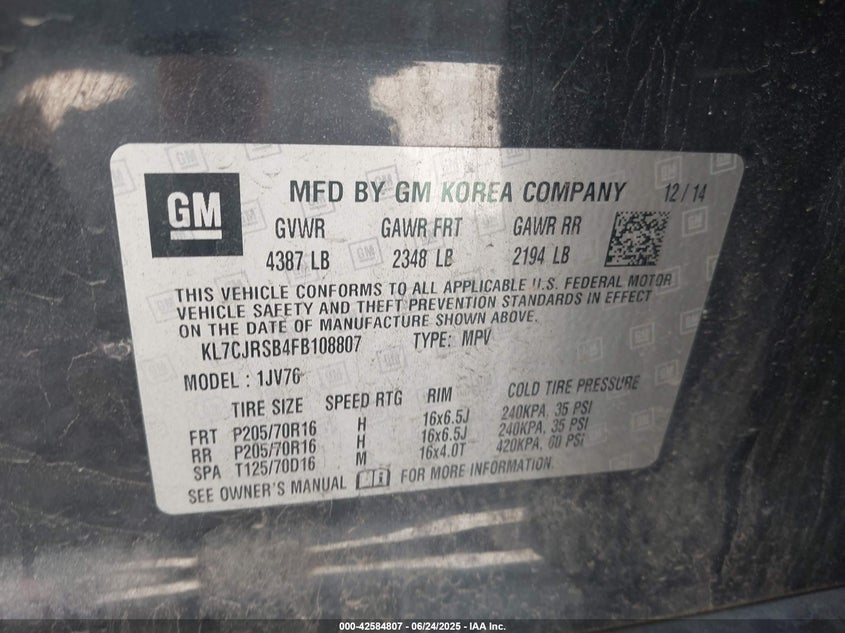 GM
MFD BY GM KOREA COMPANY 12/14
GVWR GAWR FRT GAWR RR
4387 LB 2348 LB 2194 LB
THIS VEHICLE CONFORMS TO ALL APPLICABLE U.S. FEDERAL MOTOR
VEHICLE SAFETY AND THEFT PREVENTION STANDARDS IN EFFECT
ON THE DATE OF MANUFACTURE SHOWN ABOVE.
KL7CJRSB4FB108807 TYPE: MPV
MODEL : 1JV76
TIRE SIZE SPEED RTG RIM COLD TIRE PRESSURE
FRT P205/70R16 H 16x6.5J 240KPA, 35 PSI
RR P205/70R16 H 16x6.5J 240KPA, 35 PSI
SPA T125/70D16 M 16x4.0T 420KPA, 60 PSI
SEE OWNER'S MANUAL FOR MORE INFORMATION.
000-42584807 - 06/24/2025 - IAA Inc.